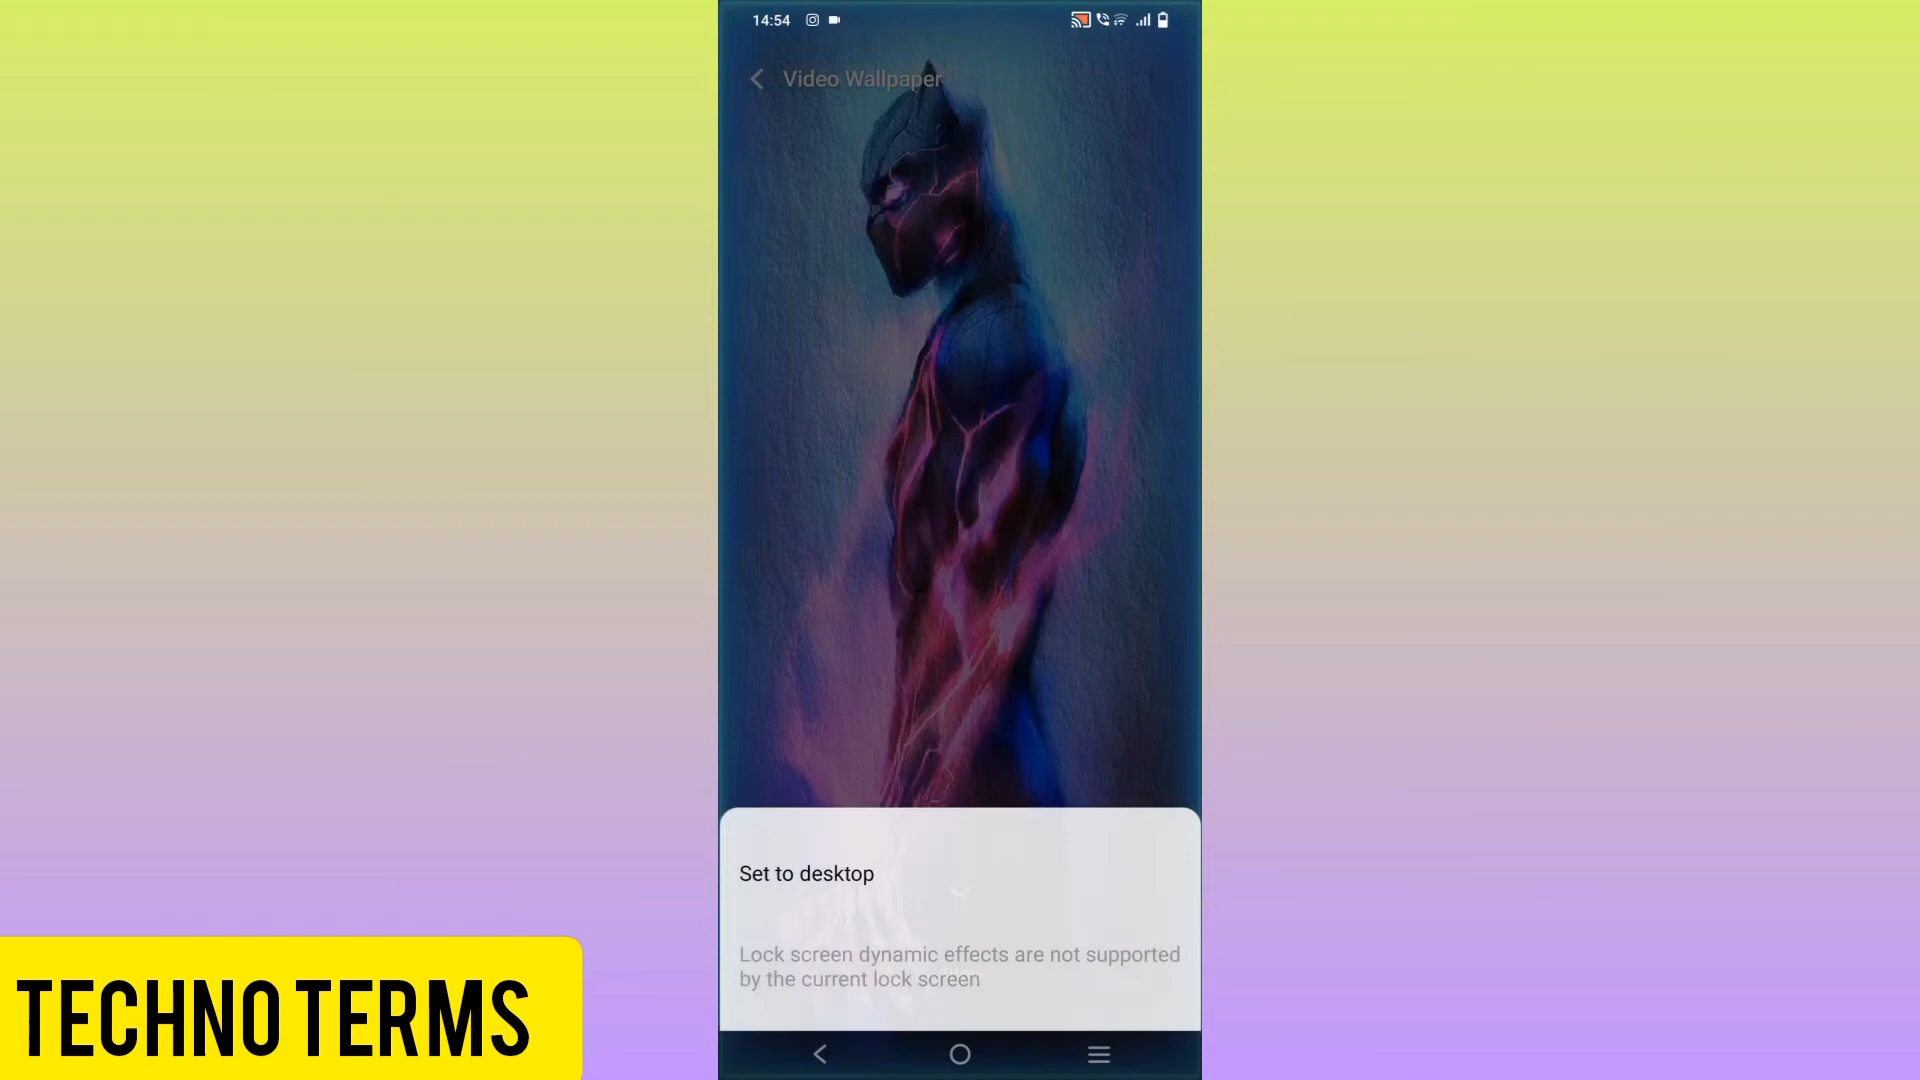 14:54
Video Wallpaper
Set to desktop
Lock screen dynamic effects are not supported
by the current lock screen
TECHNO TERMS